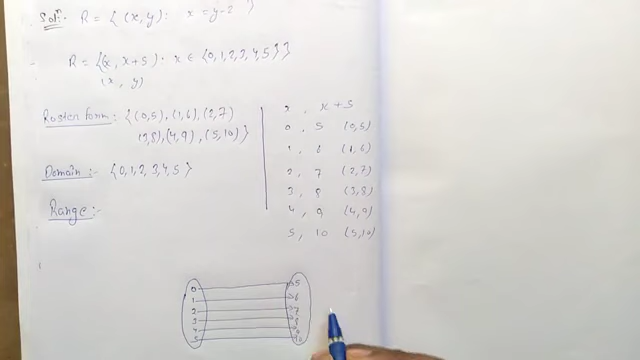 Solⁿ. R = { (x, y) : x = y-2 }
R = {(x, x+5) : x ∈ {0,1,2,3,4,5}}
(x, y)
Roster form : {(0,5), (1,6), (2,7)
(3,8), (4,9), (5,10)}
Domain :- {0,1,2,3,4,5}
Range :-
x , x+5
0 , 5 (0,5)
1 , 6 (1,6)
2 , 7 (2,7)
3 , 8 (3,8)
4 , 9 (4,9)
5 , 10 (5,10)
0 5
1 6
2 7
3 8
4 9
5 10